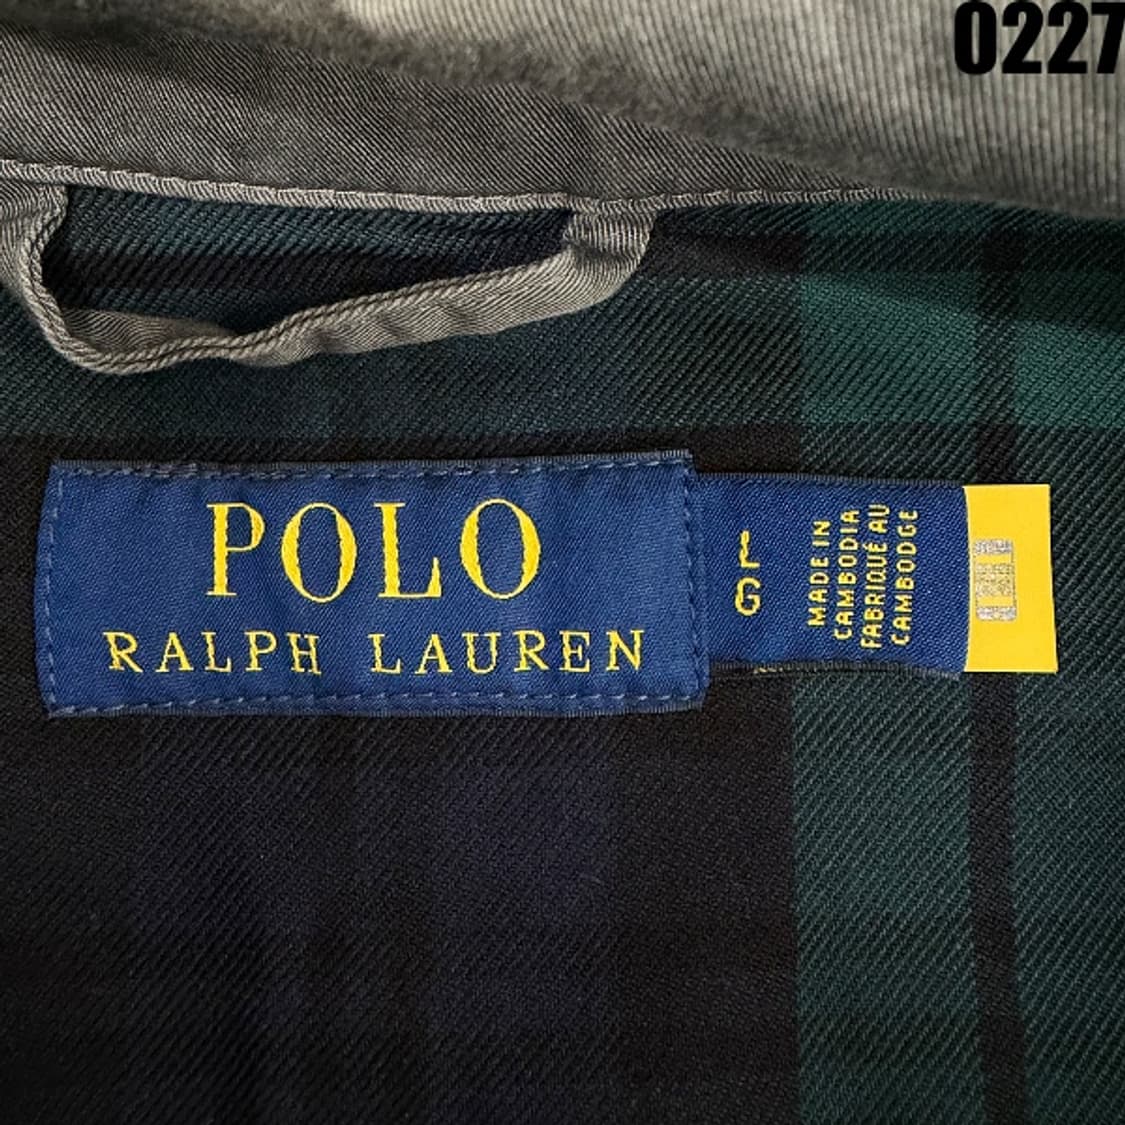 0227
POLO
RALPH LAUREN
L
G
MADE IN
CAMBODIA
FABRIQUÉ AU
CAMBODGE